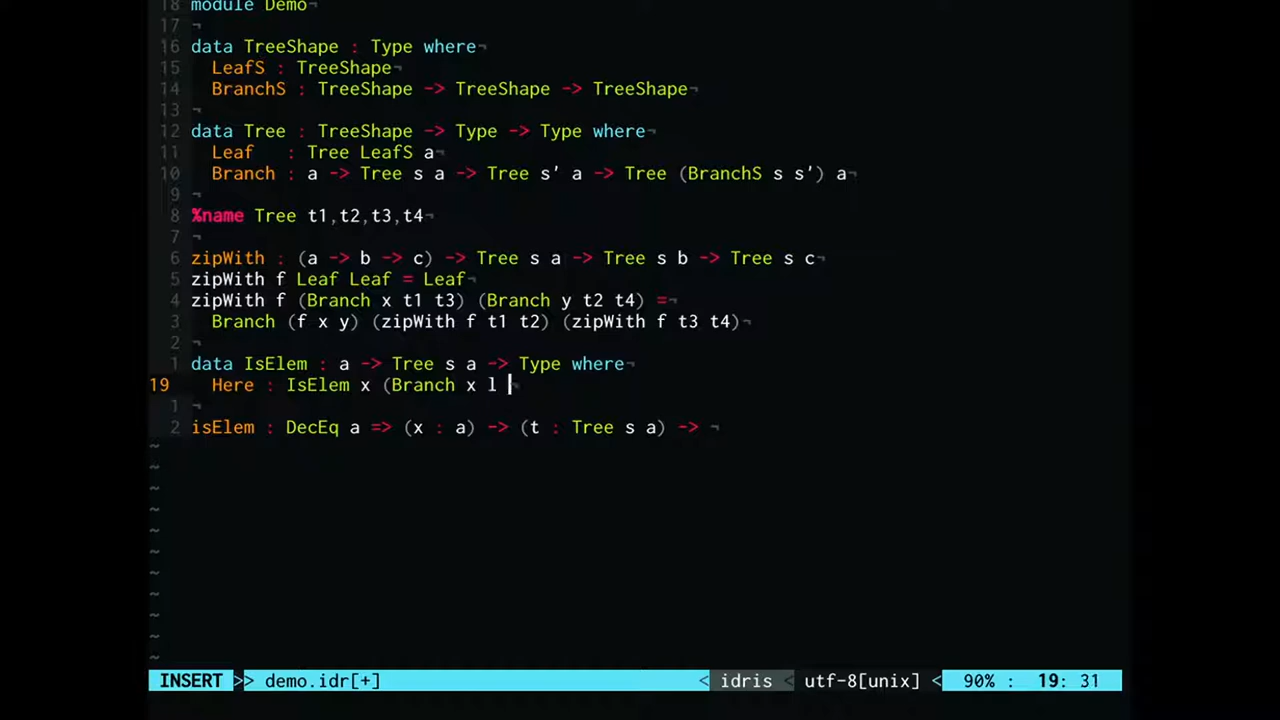 18 module Demo¬
17 ¬
16 data TreeShape : Type where¬
15   LeafS : TreeShape¬
14   BranchS : TreeShape -> TreeShape -> TreeShape¬
13 ¬
12 data Tree : TreeShape -> Type -> Type where¬
11   Leaf   : Tree LeafS a¬
10   Branch : a -> Tree s a -> Tree s' a -> Tree (BranchS s s') a¬
9 ¬
8 %name Tree t1,t2,t3,t4¬
7 ¬
6 zipWith : (a -> b -> c) -> Tree s a -> Tree s b -> Tree s c¬
5 zipWith f Leaf Leaf = Leaf¬
4 zipWith f (Branch x t1 t3) (Branch y t2 t4) =¬
3   Branch (f x y) (zipWith f t1 t2) (zipWith f t3 t4)¬
2 ¬
1 data IsElem : a -> Tree s a -> Type where¬
19   Here : IsElem x (Branch x l ¬
1 ¬
2 isElem : DecEq a => (x : a) -> (t : Tree s a) -> ¬
~
~
~
~
~
~
~
~
~
~
~
INSERT >> demo.idr[+] < idris < utf-8[unix] < 90% : 19: 31